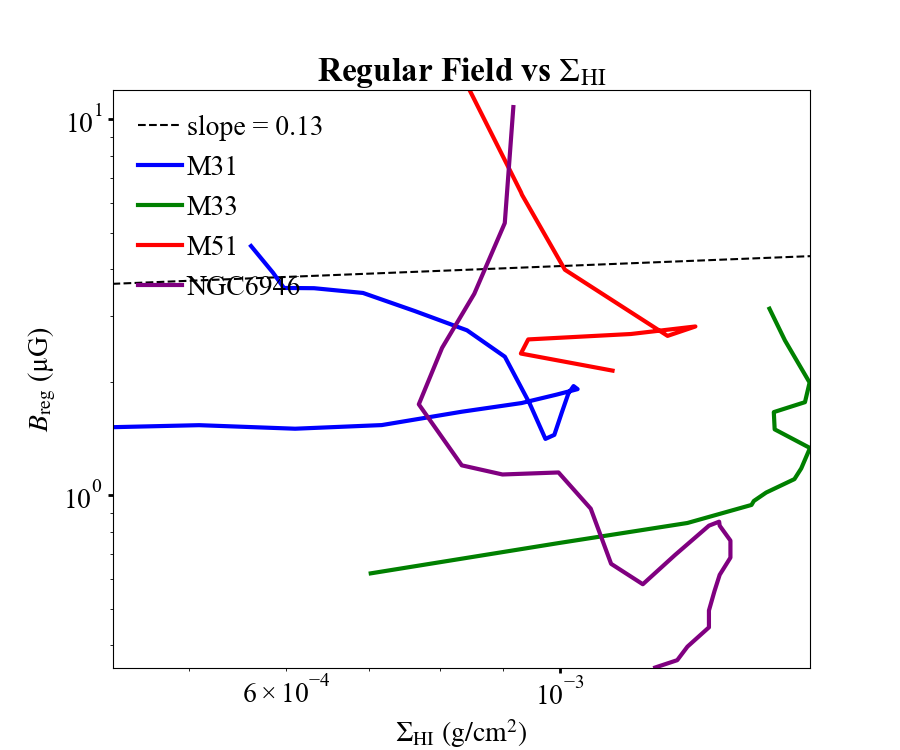 Regular Field vs Σ_HI
10^1
slope = 0.13
M31
M33
M51
NGC6946
B_reg (μG)
10^0
6 × 10^−4
10^−3
Σ_HI (g/cm^2)